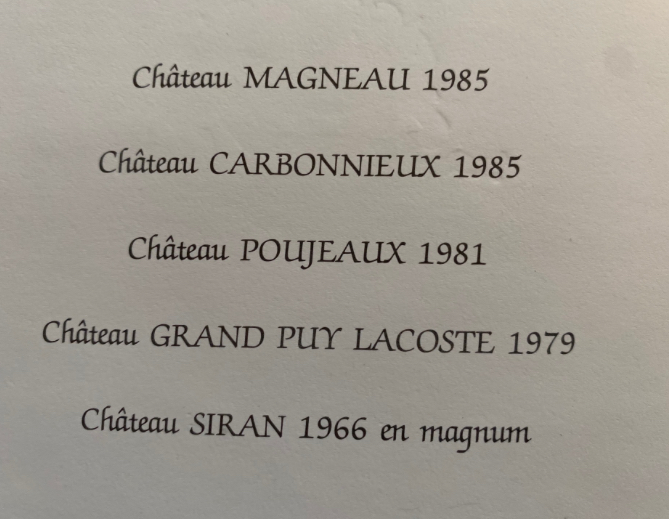 Château MAGNEAU 1985
Château CARBONNIEUX 1985
Château POUJEAUX 1981
Château GRAND PUY LACOSTE 1979
Château SIRAN 1966 en magnum